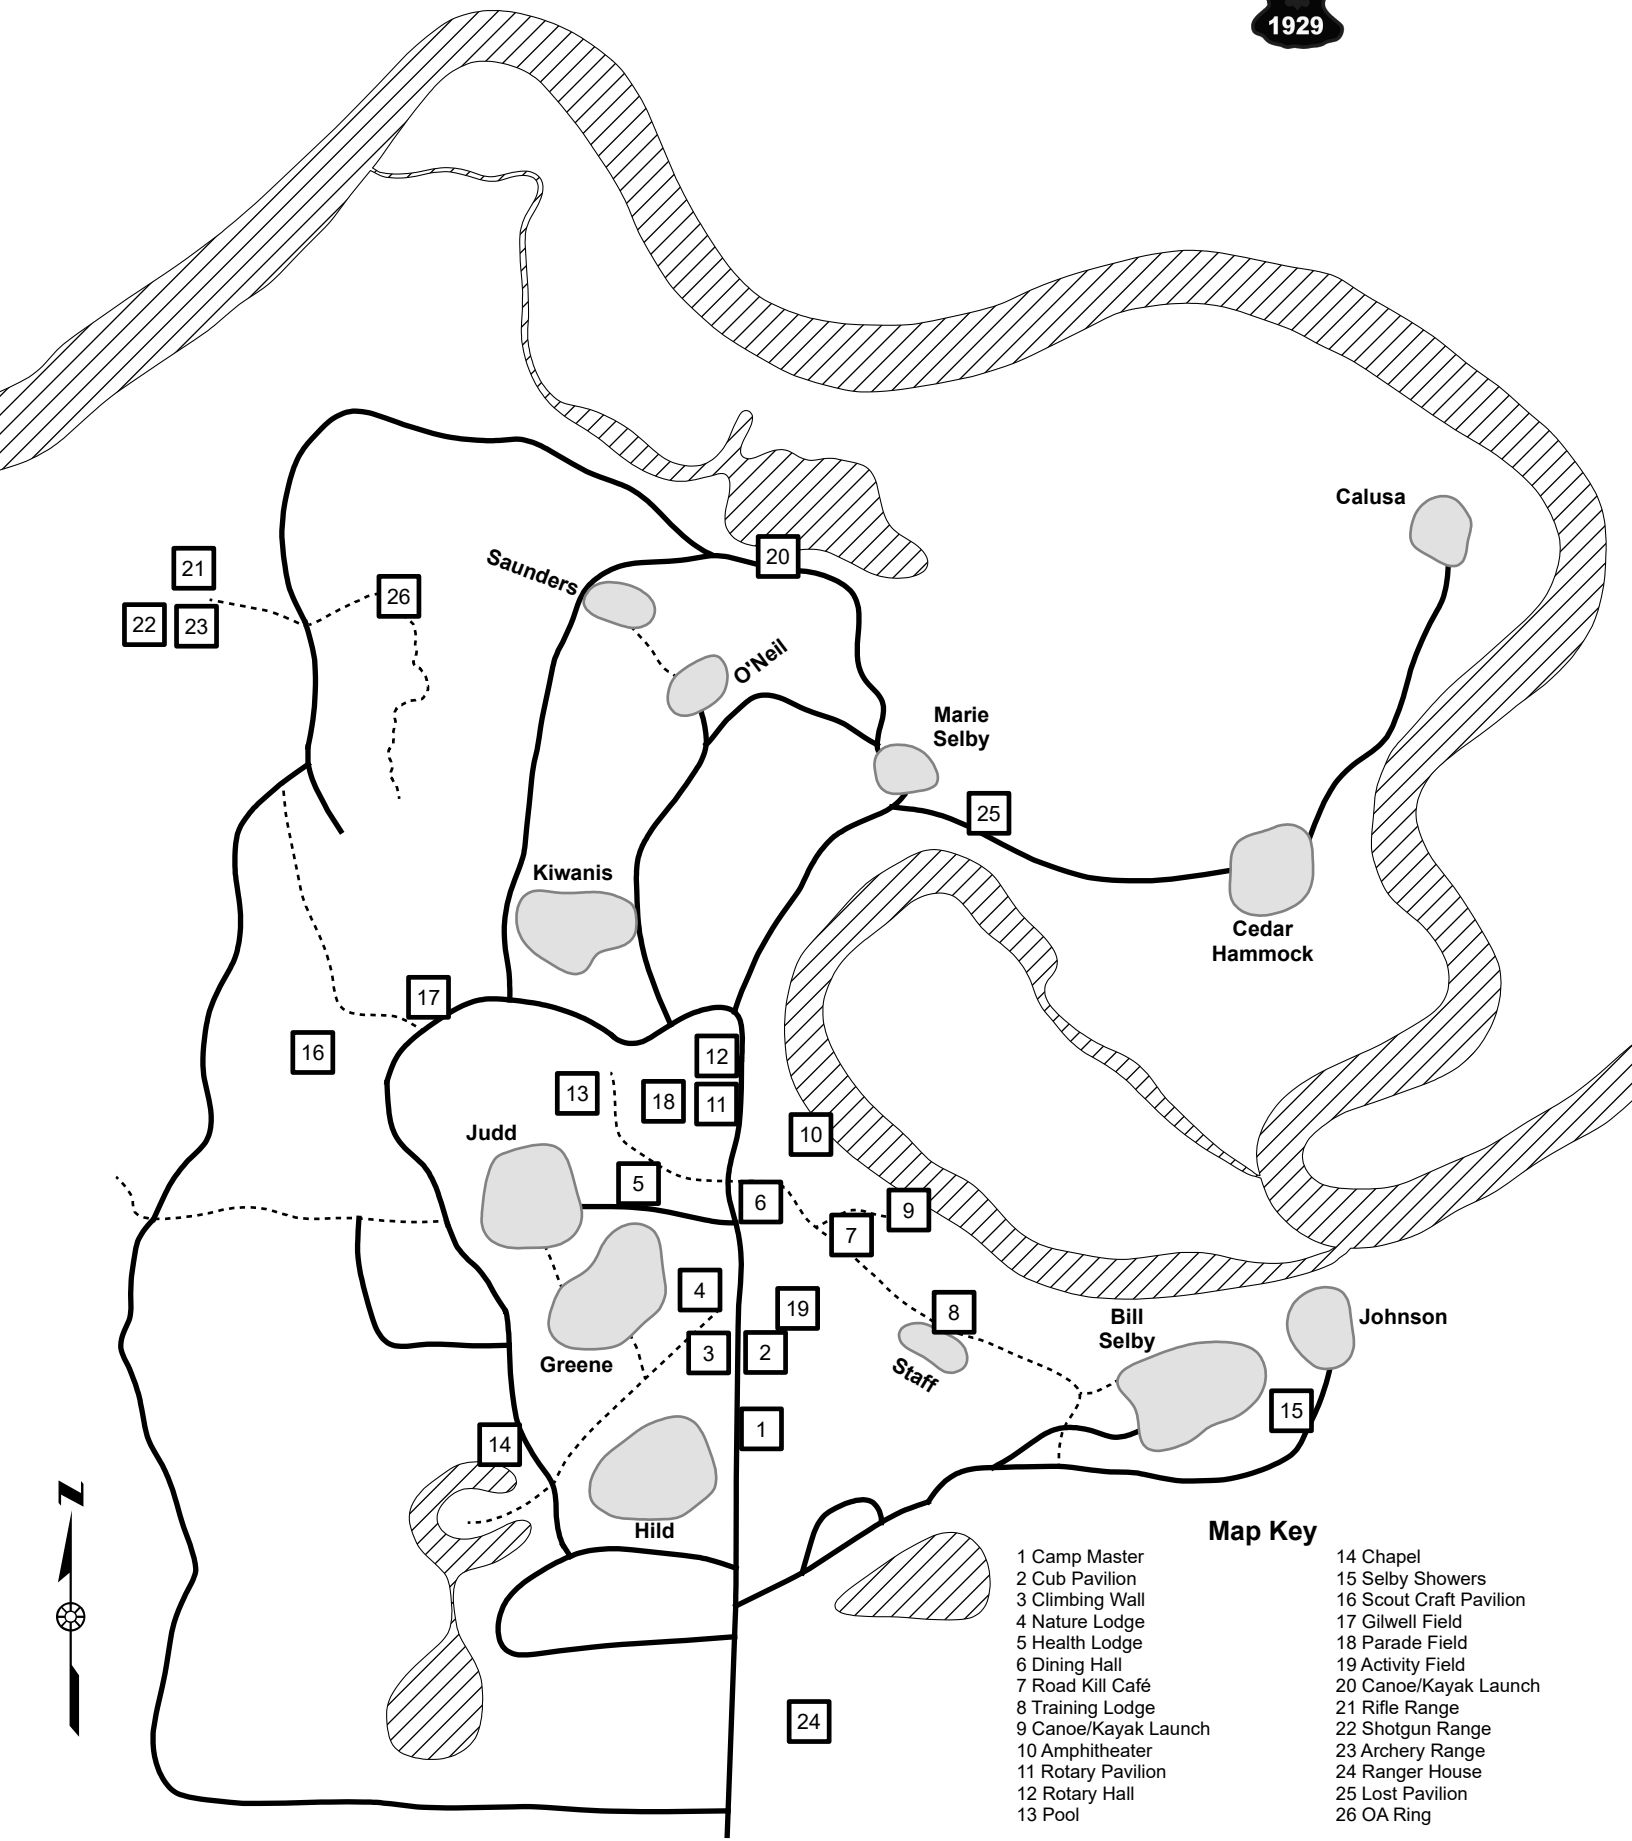 1929
Calusa
Saunders
20
21
26
22
23
O'Neil
Marie
Selby
25
Kiwanis
Cedar
Hammock
17
16
12
13
18
11
10
Judd
5
6
9
7
4
19
8
Bill
Selby
Johnson
3
2
Greene
Staff
15
1
14
N
Hild
24
Map Key
1 Camp Master
2 Cub Pavilion
3 Climbing Wall
4 Nature Lodge
5 Health Lodge
6 Dining Hall
7 Road Kill Café
8 Training Lodge
9 Canoe/Kayak Launch
10 Amphitheater
11 Rotary Pavilion
12 Rotary Hall
13 Pool
14 Chapel
15 Selby Showers
16 Scout Craft Pavilion
17 Gilwell Field
18 Parade Field
19 Activity Field
20 Canoe/Kayak Launch
21 Rifle Range
22 Shotgun Range
23 Archery Range
24 Ranger House
25 Lost Pavilion
26 OA Ring